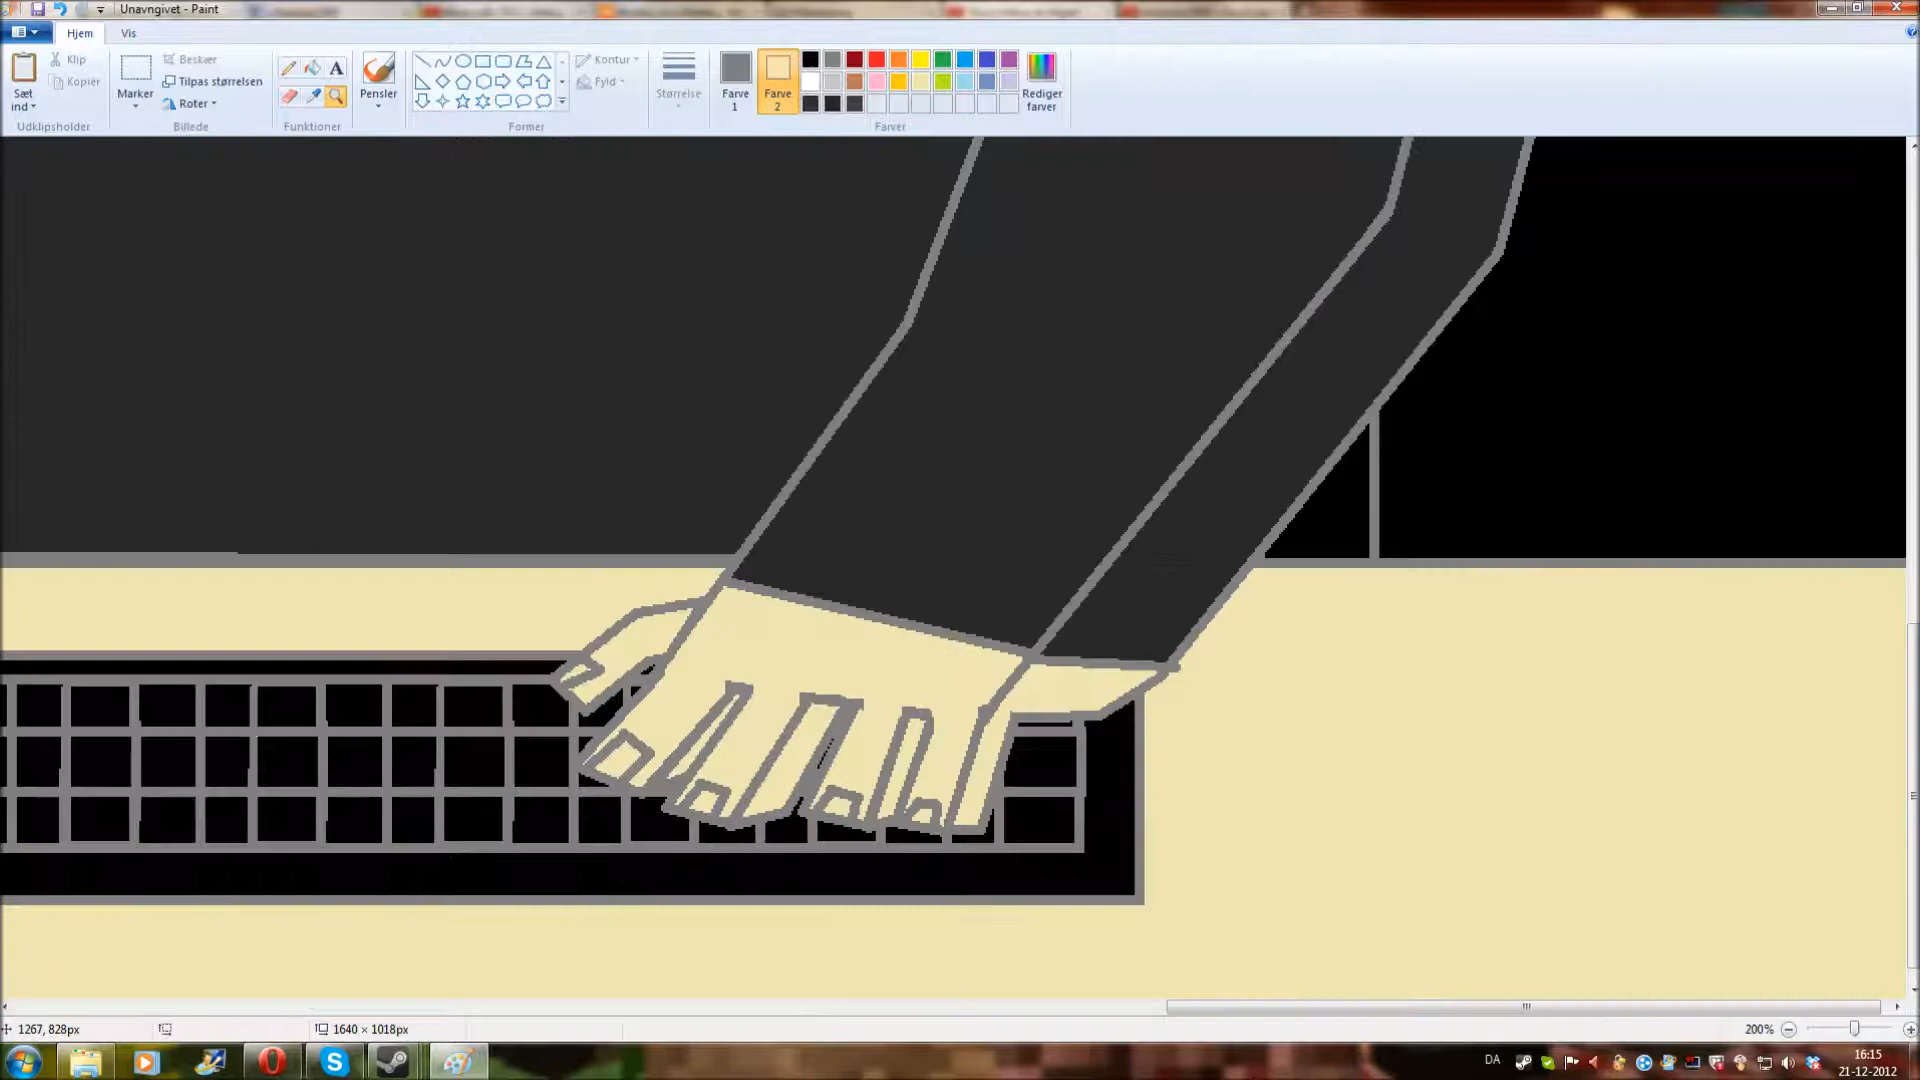 Unavngivet - Paint
Hjem Vis
Sæt ind
Klip
Kopier
Udklipsholder
Marker
Beskær
Tilpas størrelsen
Roter
Billede
A
Funktioner
Pensler
Kontur
Fyld
Former
Størrelse
Farve 1
Farve 2
Rediger farver
Farver
1267, 828px
1640 × 1018px
200%
DA
16:15
21-12-2012